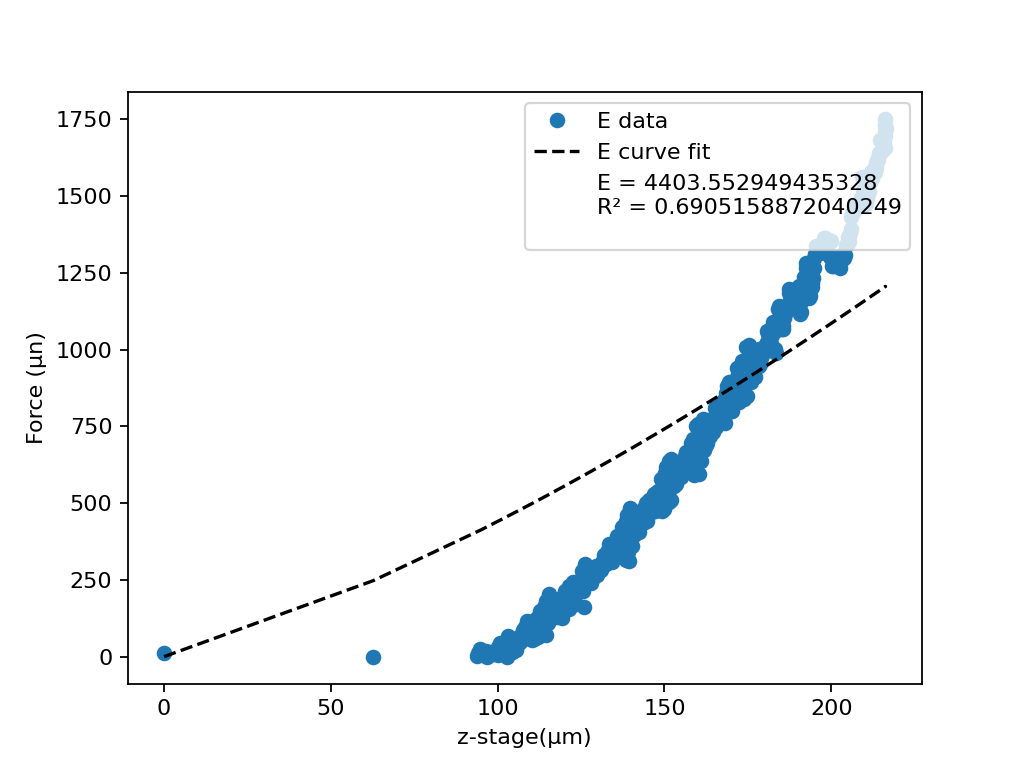 E data
E curve fit
E = 4403.552949435328
R² = 0.6905158872040249
1750
1500
1250
1000
750
500
250
0
Force (μn)
0
50
100
150
200
z-stage(μm)